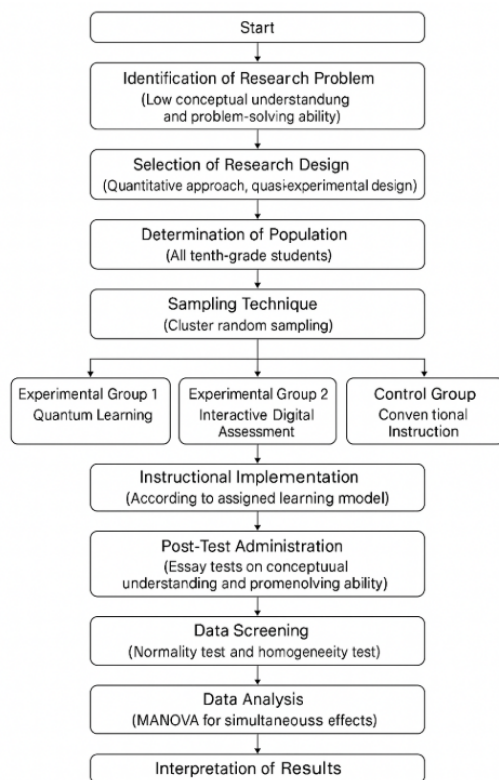 Start
Identification of Research Problem
(Low conceptual understandung
and problem-solving ability)
Selection of Research Design
(Quantitative approach, quasi-experimental design)
Determination of Population
(All tenth-grade students)
Sampling Technique
(Cluster random sampling)
Experimental Group 1
Quantum Learning
Experimental Group 2
Interactive Digital
Assessment
Control Group
Conven tional
Instruction
Instructional Implementation
(According to assigned learning model)
Post-Test Administration
(Essay tests on conceptuual
understanding and promenolving ability)
Data Screening
(Normality test and homogeneeity test)
Data Analysis
(MANOVA for simultaneouss effects)
Interpretation of Results